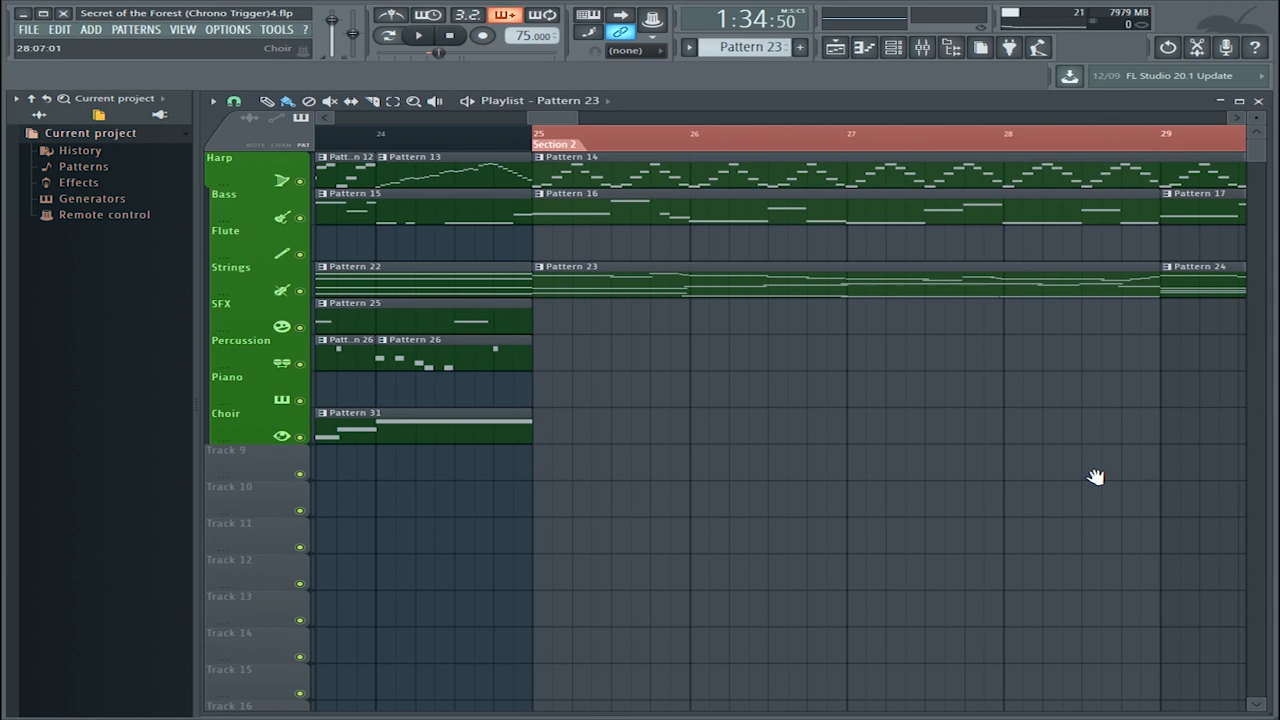 Secret of the Forest (Chrono Trigger)4.flp
FILE EDIT ADD PATTERNS VIEW OPTIONS TOOLS ?
28:07:01 Choir
3.2.
75.000
(none)
1:34:50 M:S:CS
Pattern 23
21 7979 MB
0
12/09 FL Studio 20.1 Update
Current project
Playlist - Pattern 23
Current project
History
Patterns
Effects
Generators
Remote control
NOTE CHAN PAT
24 25 26 27 28 29
Section 2
Harp
Patt..n 12 Pattern 13 Pattern 14
Bass
Pattern 15 Pattern 16 Pattern 17
Flute
Strings
Pattern 22 Pattern 23 Pattern 24
SFX
Pattern 25
Percussion
Patt..n 26 Pattern 26
Piano
Choir
Pattern 31
Track 9
Track 10
Track 11
Track 12
Track 13
Track 14
Track 15
Track 16